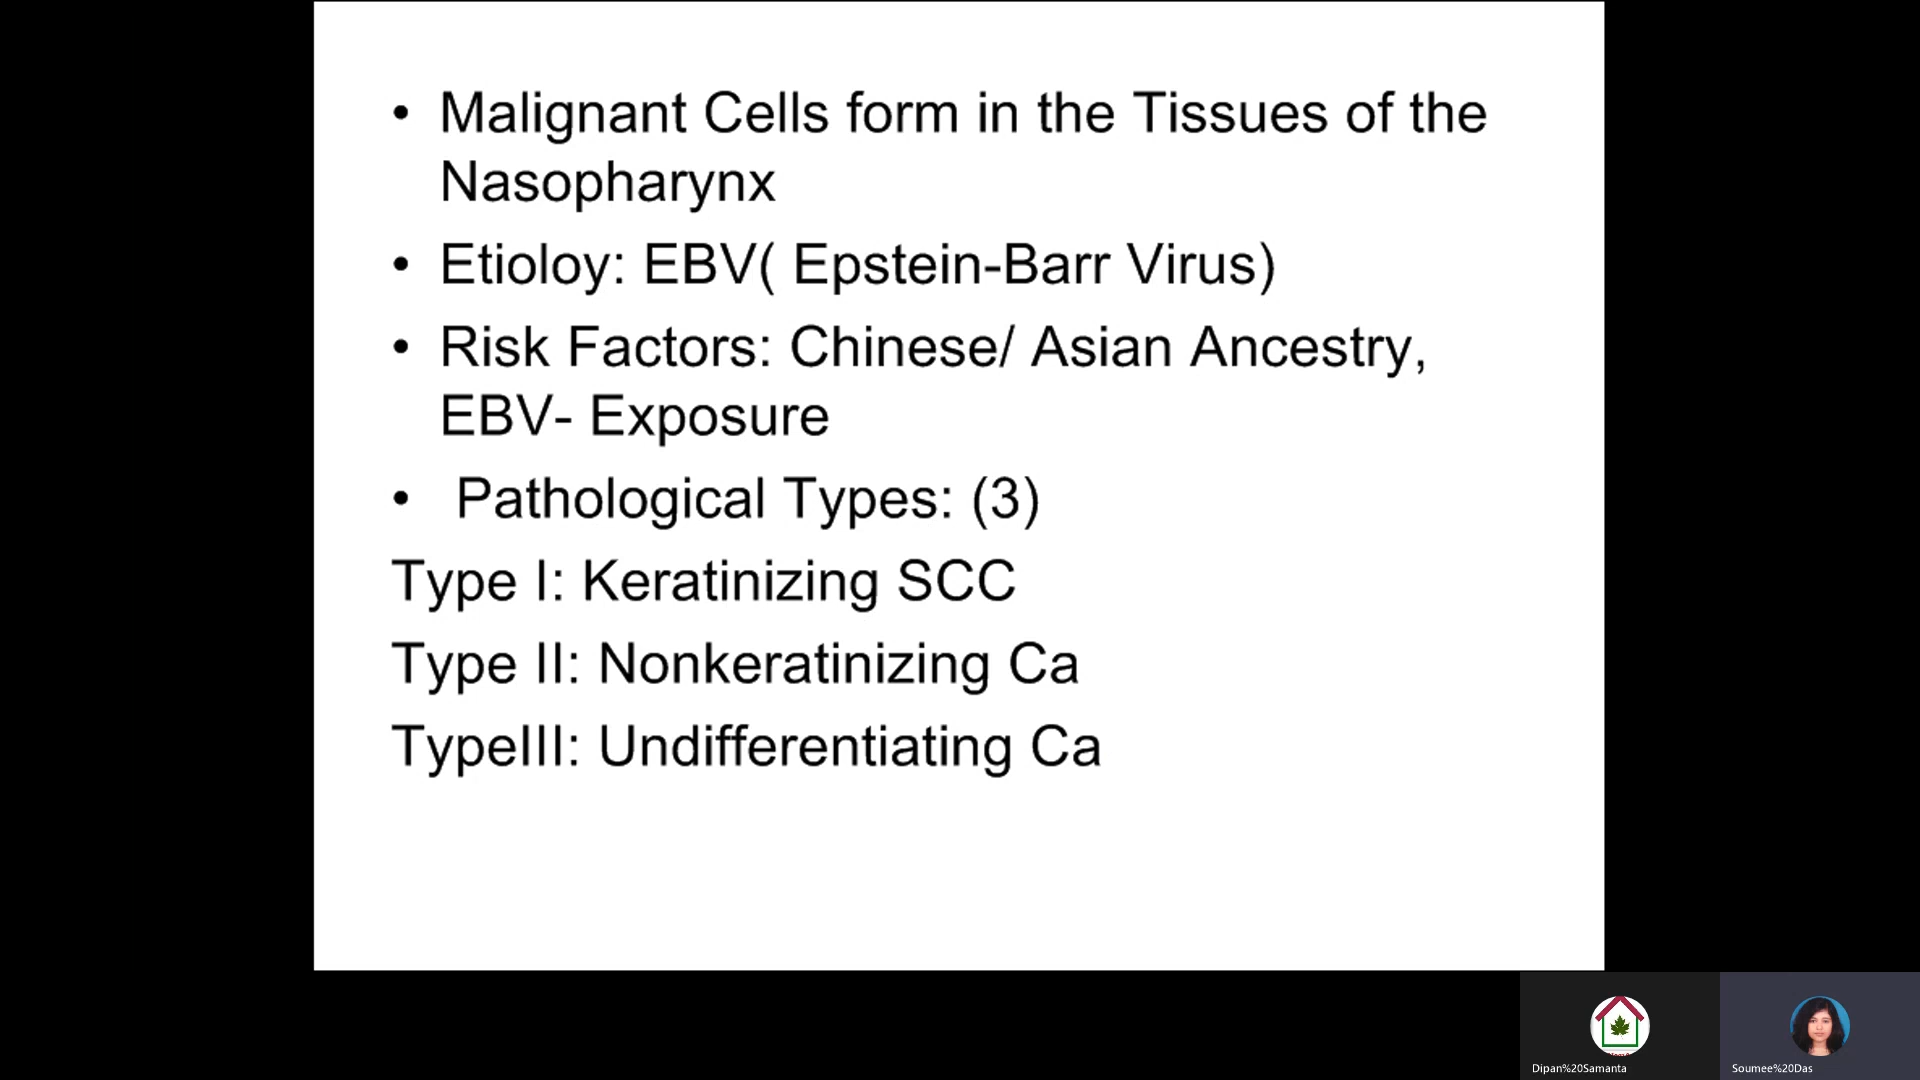 • Malignant Cells form in the Tissues of the
Nasopharynx
• Etioloy: EBV( Epstein-Barr Virus)
• Risk Factors: Chinese/ Asian Ancestry,
EBV- Exposure
• Pathological Types: (3)
Type I: Keratinizing SCC
Type II: Nonkeratinizing Ca
TypeIII: Undifferentiating Ca
Dipan%20Samanta
Soumee%20Das